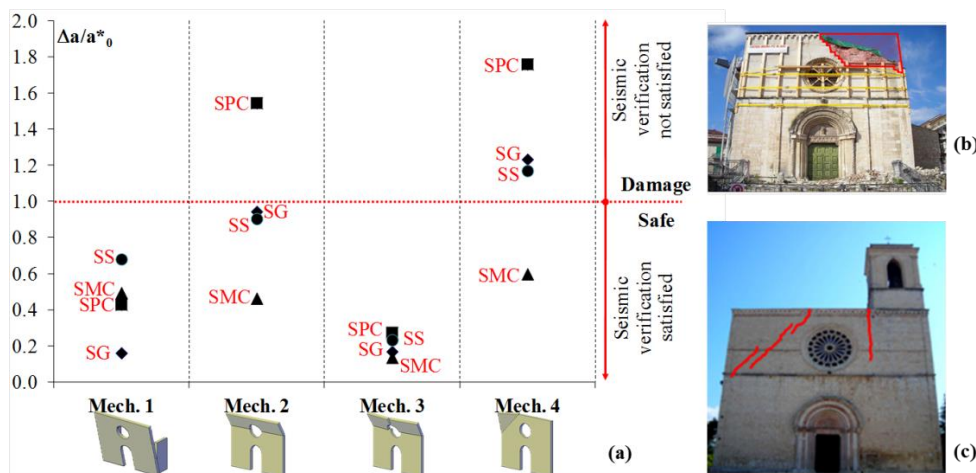 2.0
1.8
1.6
1.4
1.2
1.0
0.8
0.6
0.4
0.2
0.0
Δa/a*0
SS
SMC
SPC
SG
SPC
SG
SS
SMC
SPC
SS
SG
SMC
SPC
SG
SS
SMC
Mech. 1
Mech. 2
Mech. 3
Mech. 4
Seismic
verification
not satisfied
Damage
Safe
Seismic
verification
satisfied
(a)
(b)
(c)